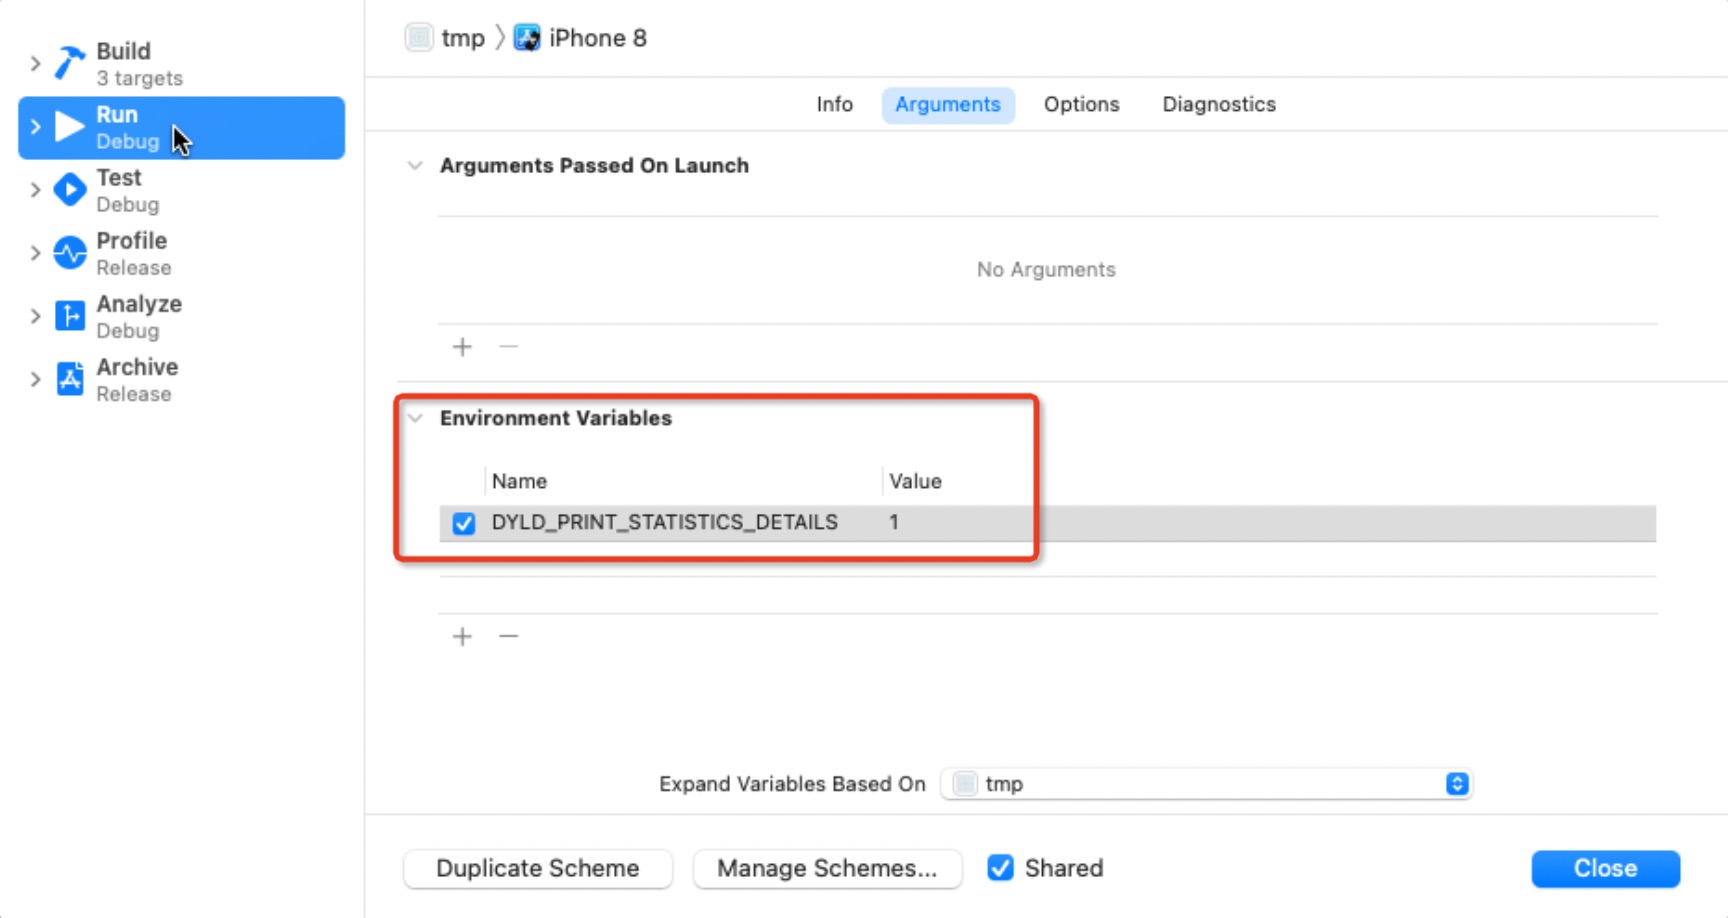 Build
3 targets
Run
Debug
Test
Debug
Profile
Release
Analyze
Debug
Archive
Release
tmp 〉 iPhone 8
Info Arguments Options Diagnostics
Arguments Passed On Launch
No Arguments
Environment Variables
Name Value
DYLD_PRINT_STATISTICS_DETAILS 1
Expand Variables Based On tmp
Duplicate Scheme Manage Schemes... Shared Close